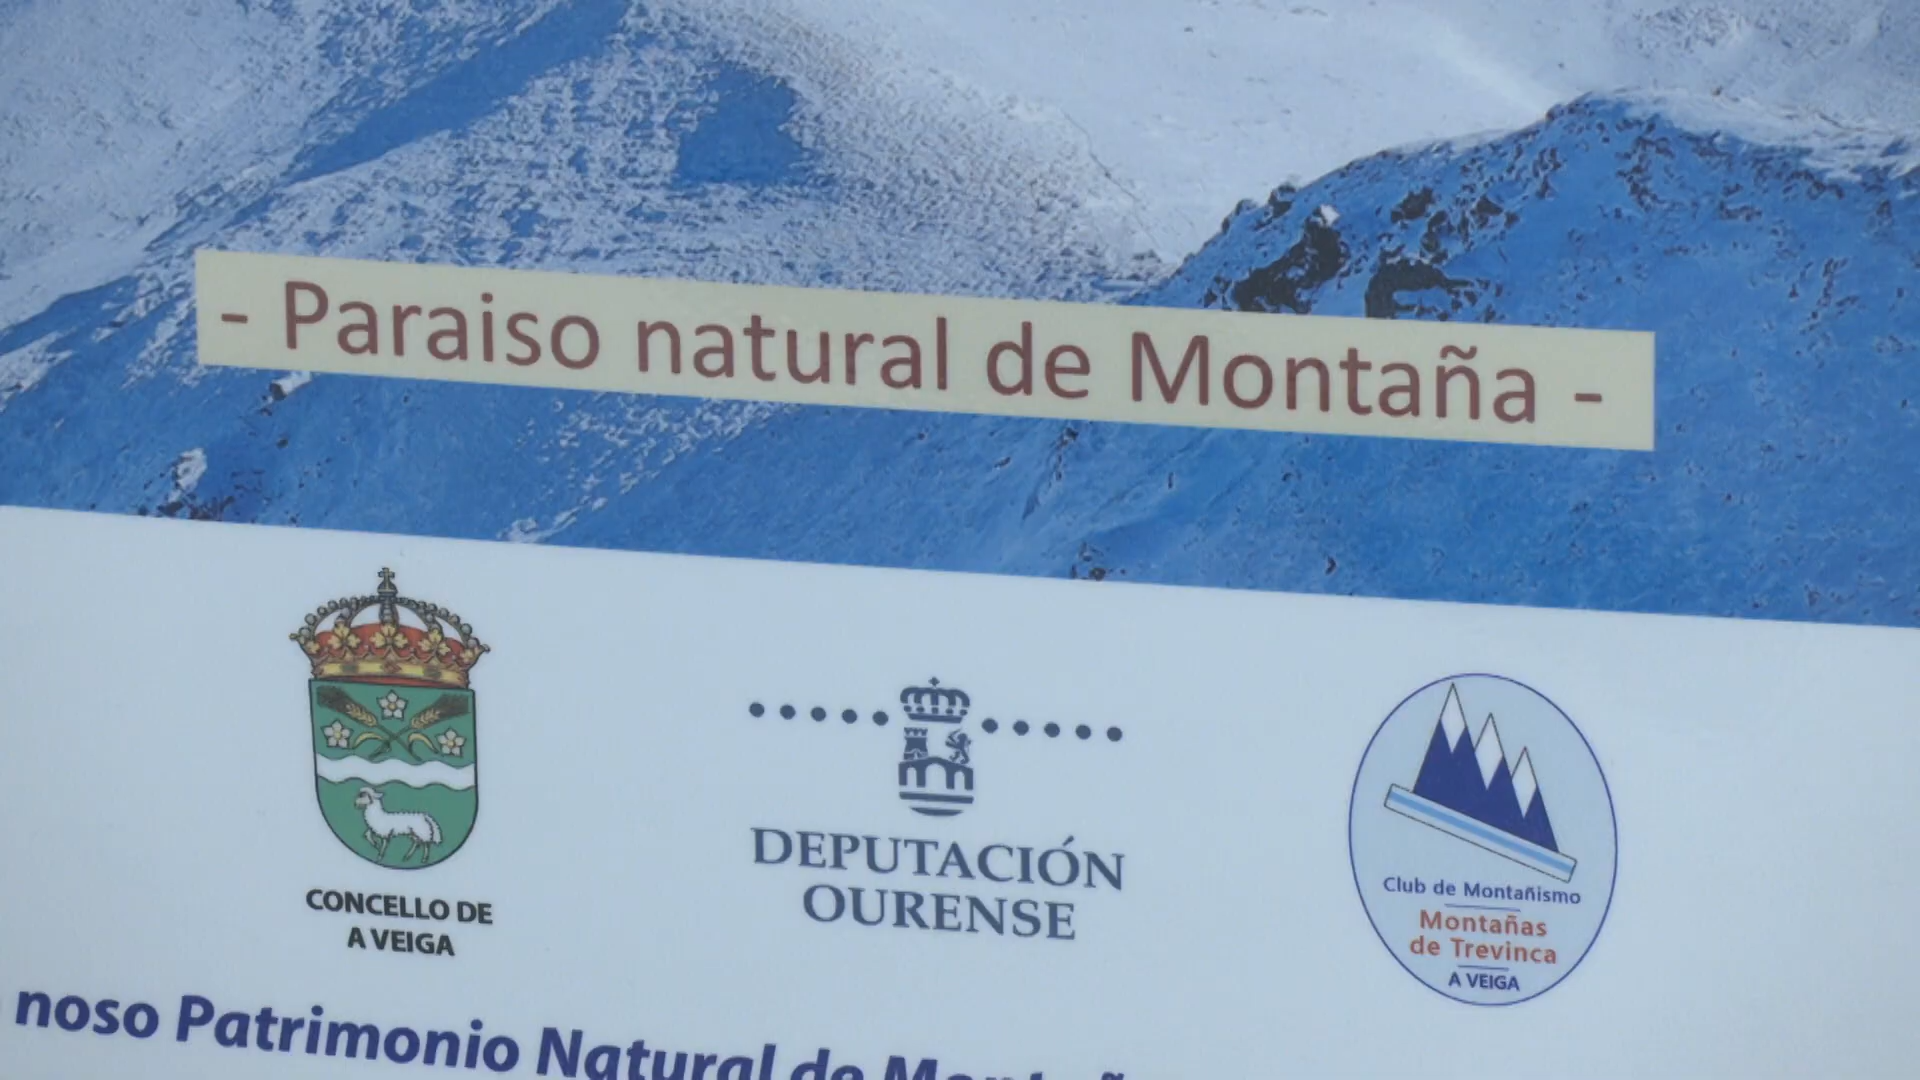 - Paraiso natural de Montaña -
CONCELLO DE
A VEIGA
DEPUTACIÓN
OURENSE
Club de Montañismo
Montañas
de Trevinca
A VEIGA
noso Patrimonio Natural de